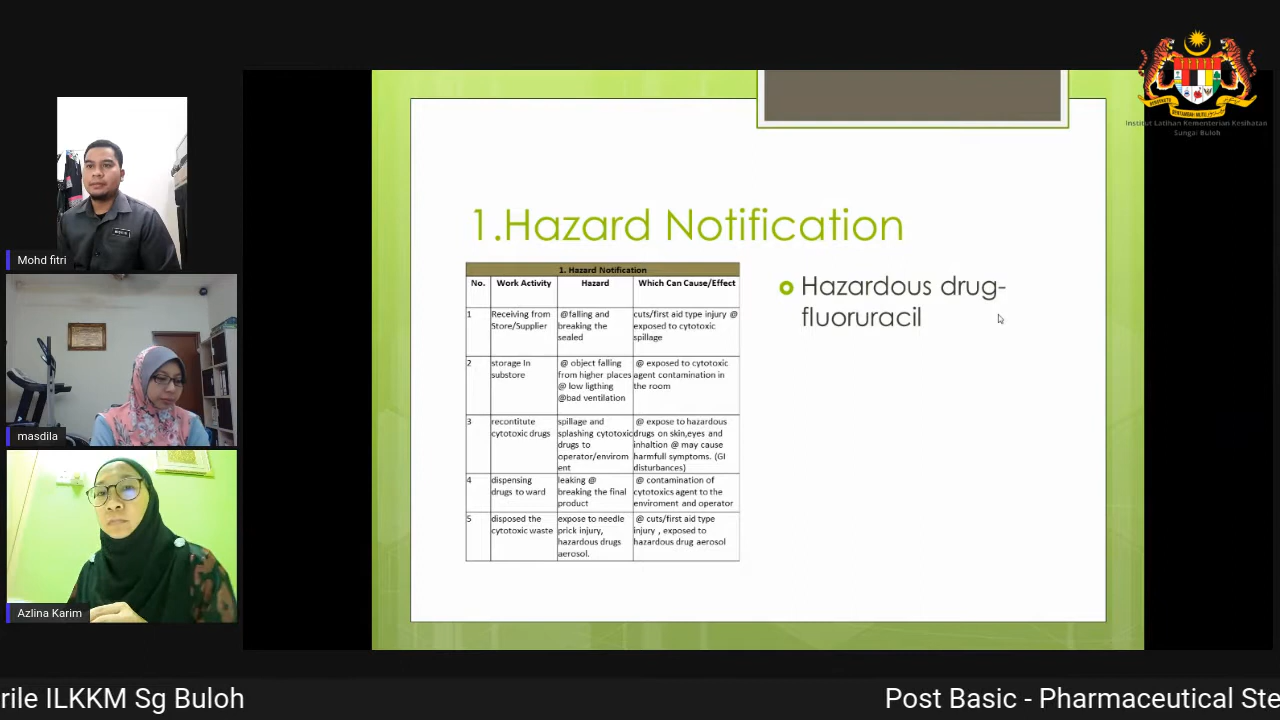 Institut Latihan Kementerian Kesihatan
Sungai Buloh
Mohd fitri
masdila
Azlina Karim
1.Hazard Notification
1. Hazard Notification
No. Work Activity Hazard Which Can Cause/Effect
1 Receiving from @falling and cuts/first aid type injury @
Store/Supplier breaking the exposed to cytotoxic
sealed spillage
2 storage In @ object falling @ exposed to cytotoxic
substore from higher places agent contamination in
@ low ligthing the room
@bad ventilation
3 recontitute spillage and @ expose to hazardous
cytotoxic drugs splashing cytotoxic drugs on skin,eyes and
drugs to inhaltion @ may cause
operator/envirom harmfull symptoms. (GI
ent disturbances)
4 dispensing leaking @ @ contamination of
drugs to ward breaking the final cytotoxics agent to the
product enviroment and operator
5 disposed the expose to needle @ cuts/first aid type
cytotoxic waste prick injury, injury , exposed to
hazardous drugs hazardous drug aerosol
aerosol.
Hazardous drug-
fluoruracil
rile ILKKM Sg Buloh
Post Basic - Pharmaceutical Ste